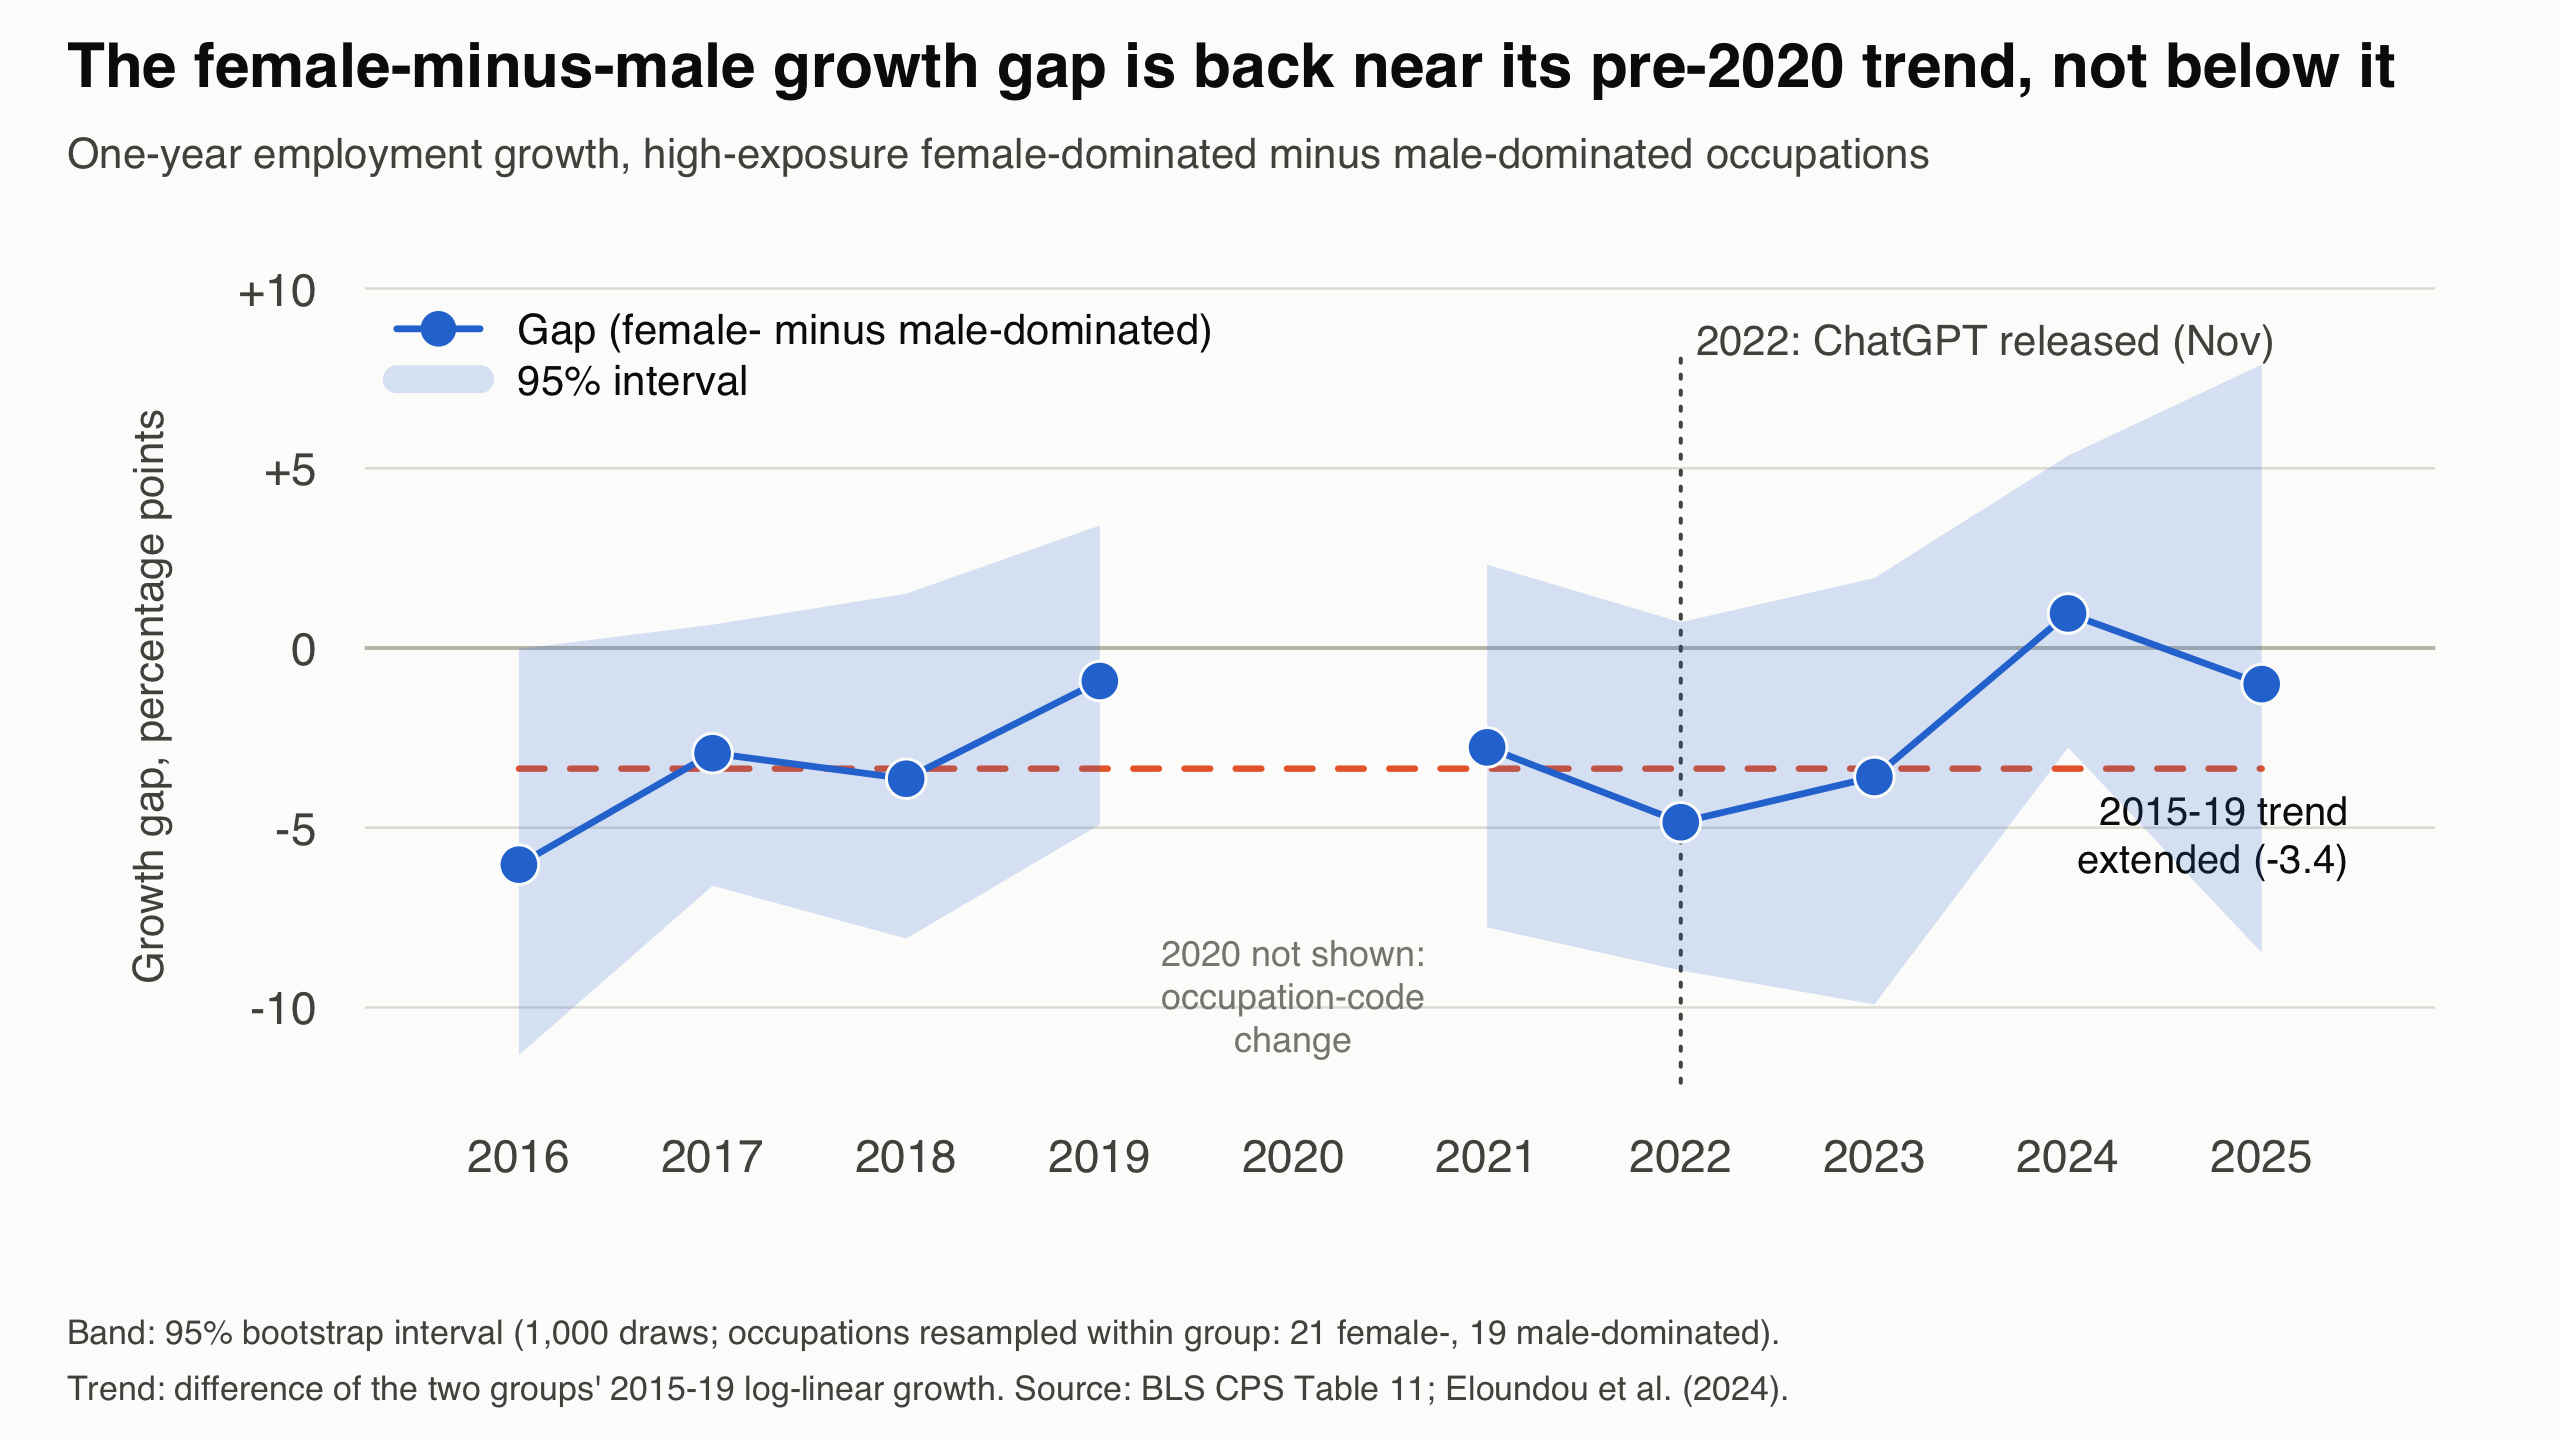 The female-minus-male growth gap is back near its pre-2020 trend, not below it
One-year employment growth, high-exposure female-dominated minus male-dominated occupations
Growth gap, percentage points
+10
+5
0
-5
-10
Gap (female- minus male-dominated)
95% interval
2022: ChatGPT released (Nov)
2015-19 trend
extended (-3.4)
2020 not shown:
occupation-code
change
2016 2017 2018 2019 2020 2021 2022 2023 2024 2025
Band: 95% bootstrap interval (1,000 draws; occupations resampled within group: 21 female-, 19 male-dominated).
Trend: difference of the two groups' 2015-19 log-linear growth. Source: BLS CPS Table 11; Eloundou et al. (2024).